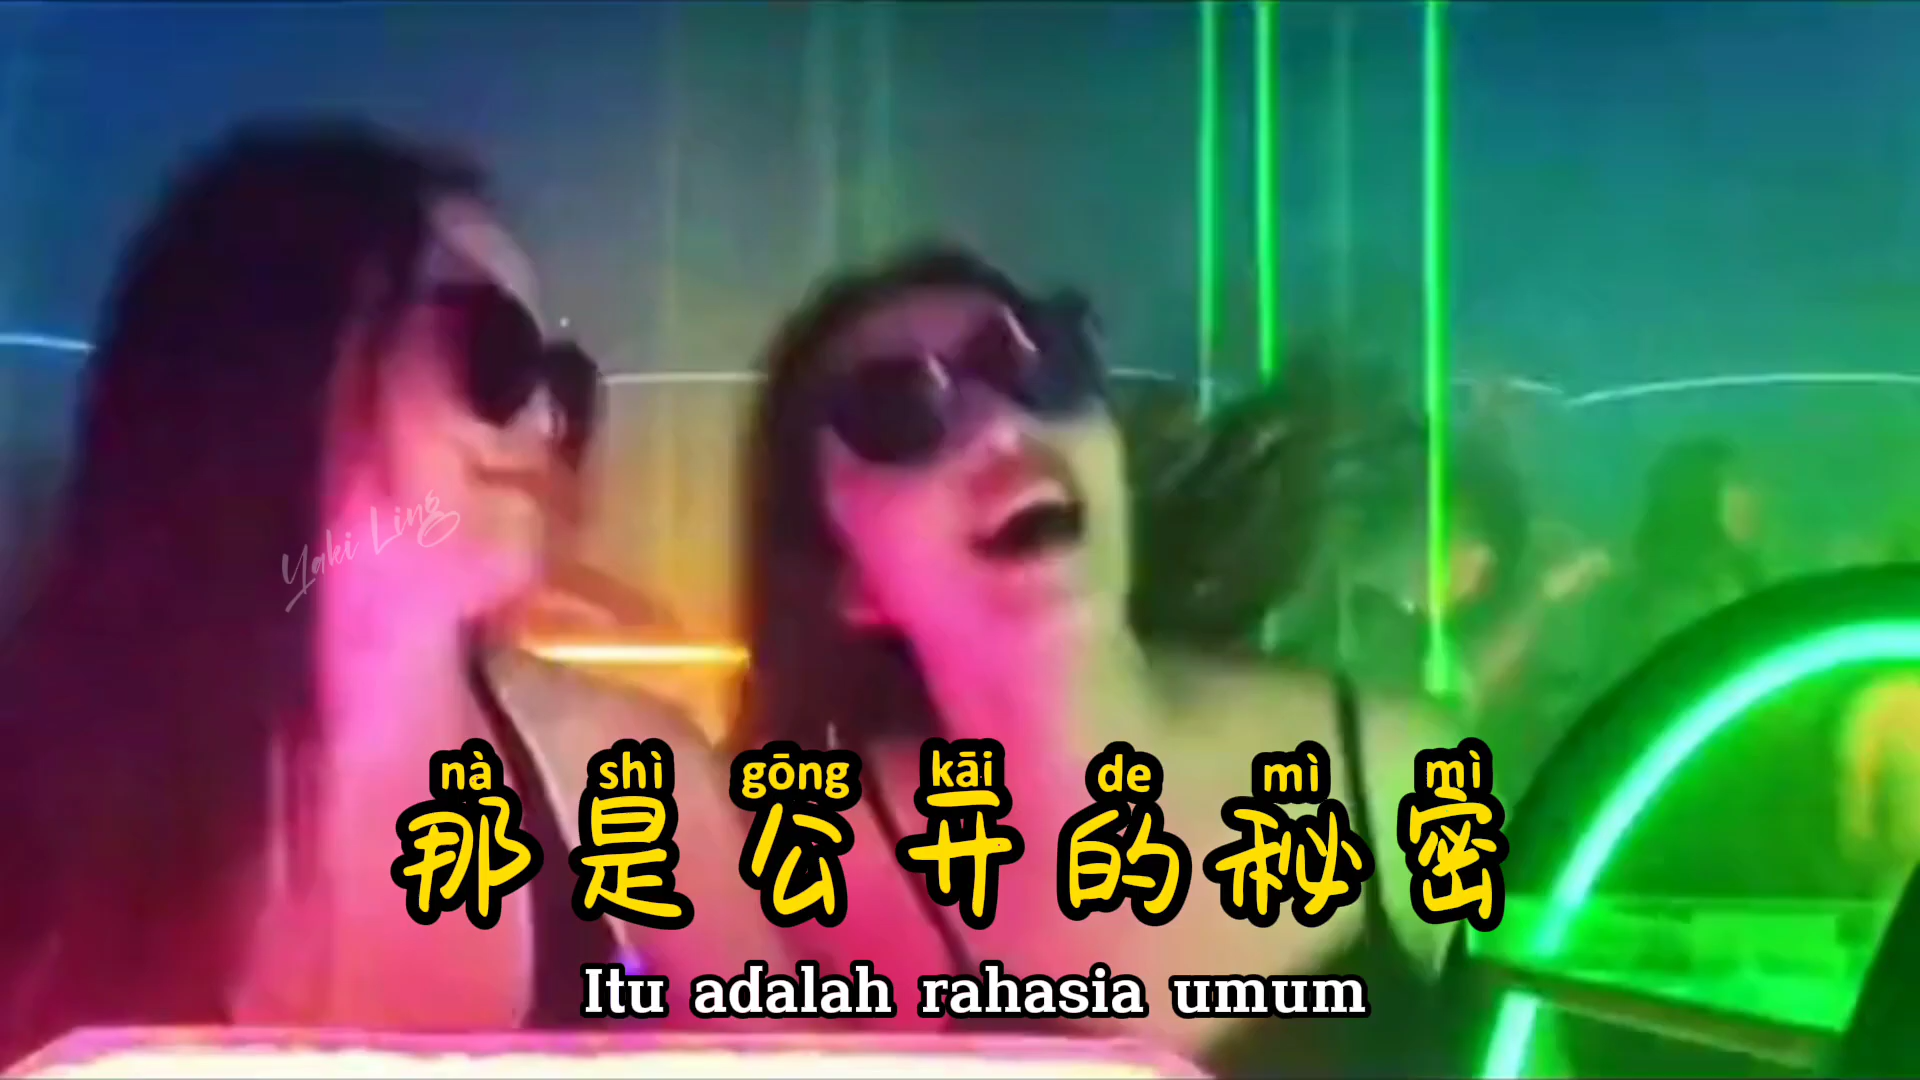 Yaki Ling
nà shì gōng kāi de mì mì
那是公开的秘密
Itu adalah rahasia umum